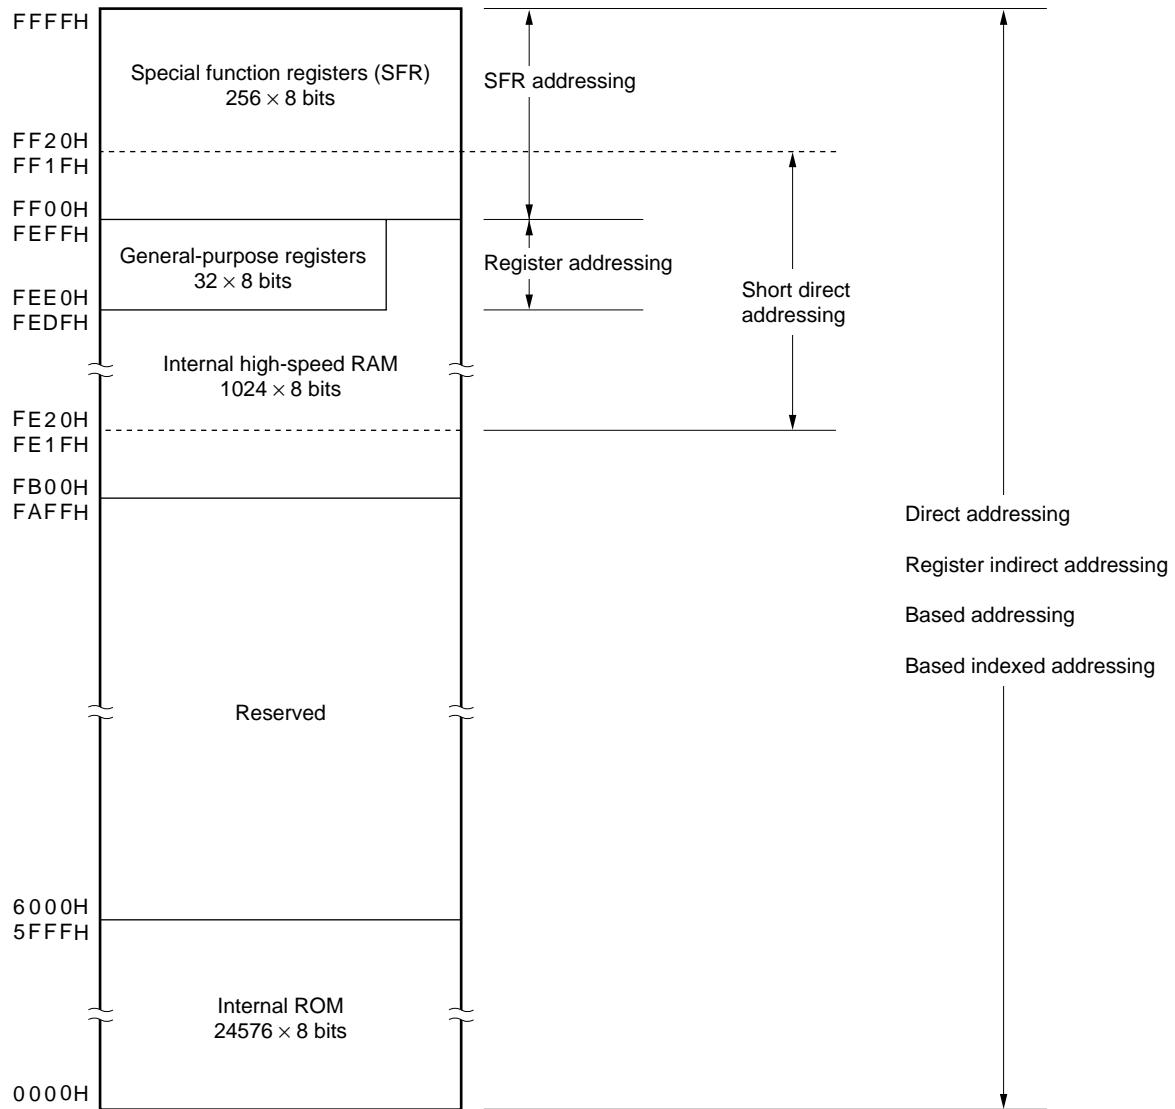 FFFFH
Special function registers (SFR)
256 × 8 bits
SFR addressing
FF20H
FF1FH
FF00H
FEFFH
General-purpose registers
32 × 8 bits
Register addressing
FEE0H
FEDFH
Short direct
addressing
Internal high-speed RAM
1024 × 8 bits
FE20H
FE1FH
FB00H
FAFFH
Direct addressing
Register indirect addressing
Based addressing
Based indexed addressing
Reserved
6000H
5FFFH
Internal ROM
24576 × 8 bits
0000H